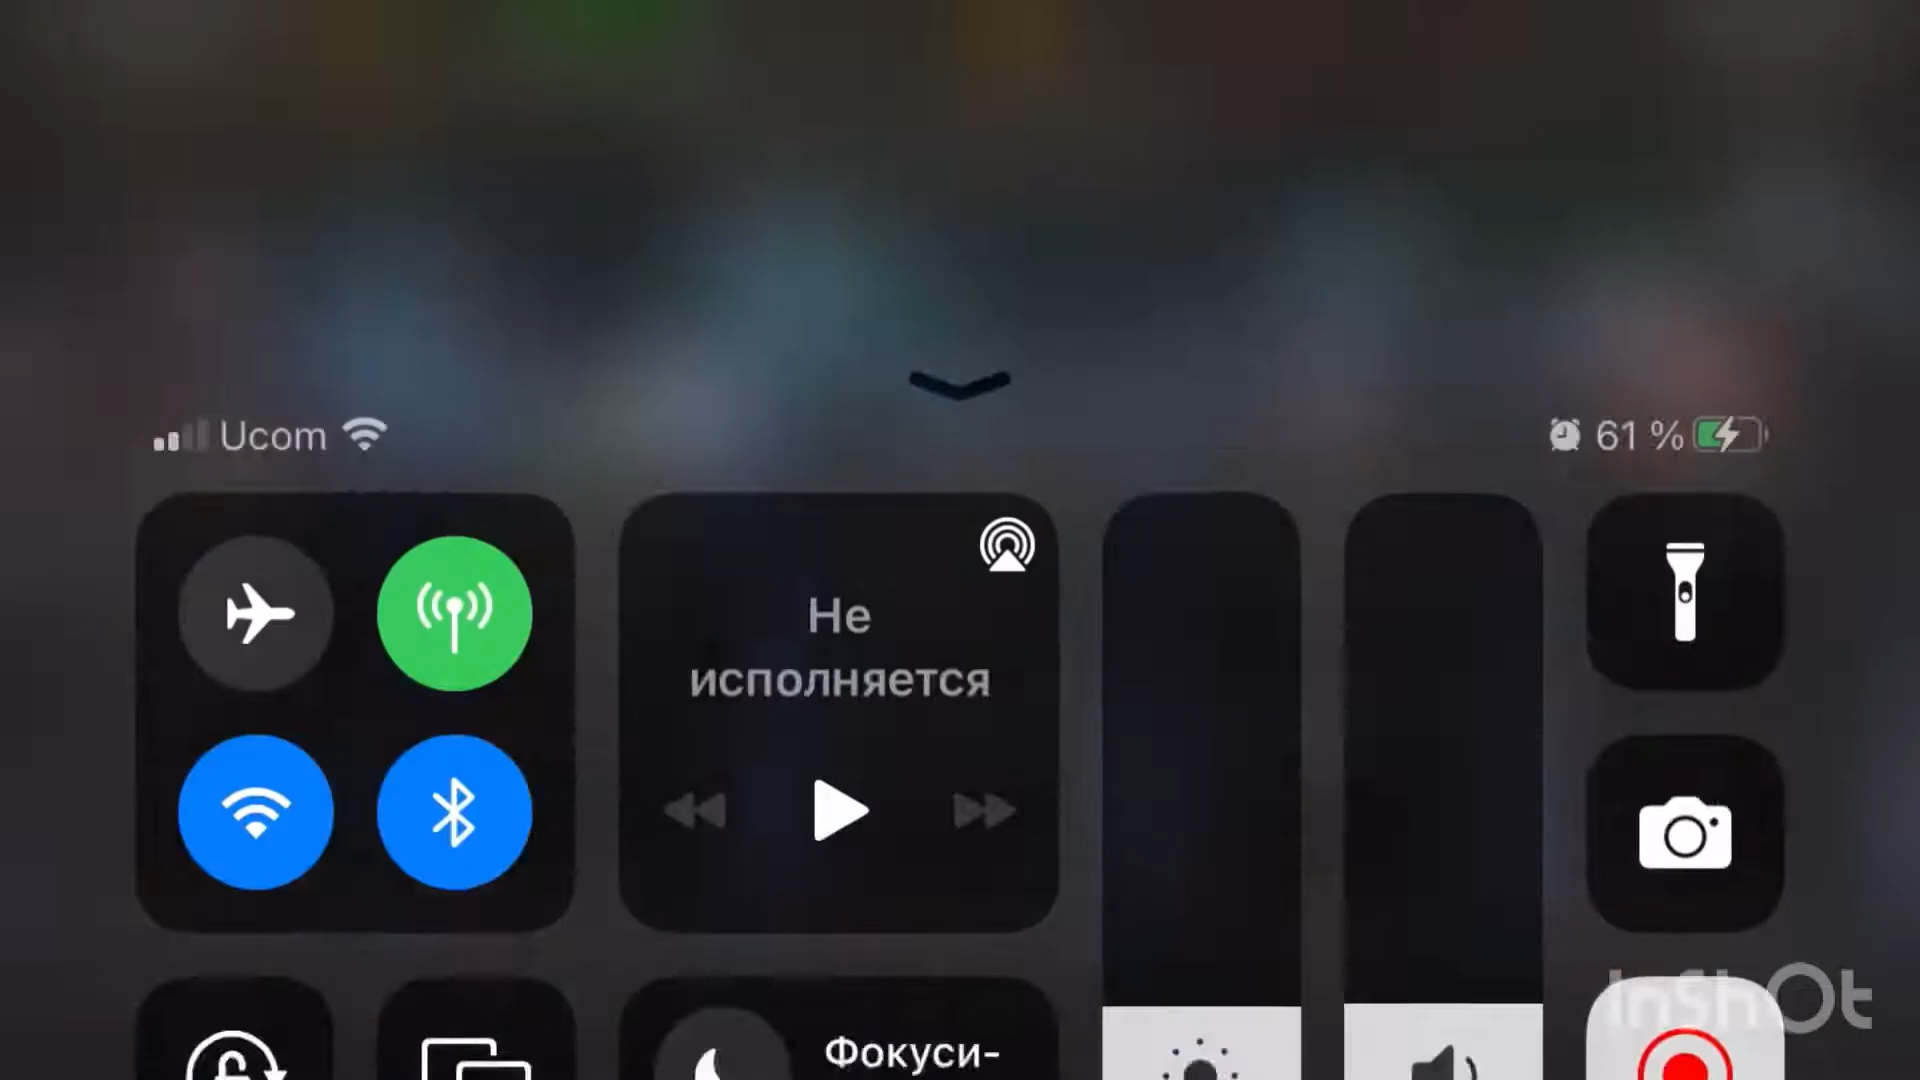 Ucom
61 %
Не
исполняется
Фокуси-
InShOt